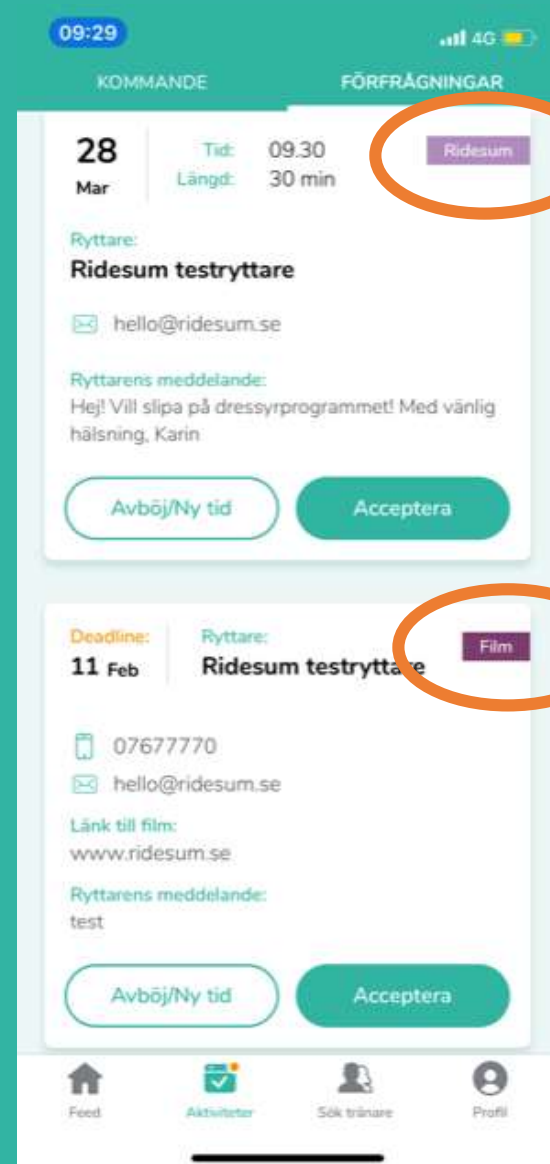 09:29
4G
KOMMANDE
FÖRFRÅGNINGAR
28 Mar
Tid: 09.30
Längd: 30 min
Ridesum
Ryttare:
Ridesum testryttare
hello@ridesum.se
Ryttarens meddelande:
Hej! Vill slipa på dressyrprogrammet! Med vänlig
hälsning, Karin
Avböj/Ny tid
Acceptera
Deadline:
11 Feb
Ryttare:
Ridesum testryttare
Film
07677770
hello@ridesum.se
Länk till film:
www.ridesum.se
Ryttarens meddelande:
test
Avböj/Ny tid
Acceptera
Feed
Aktiviteter
Sök tränare
Profil